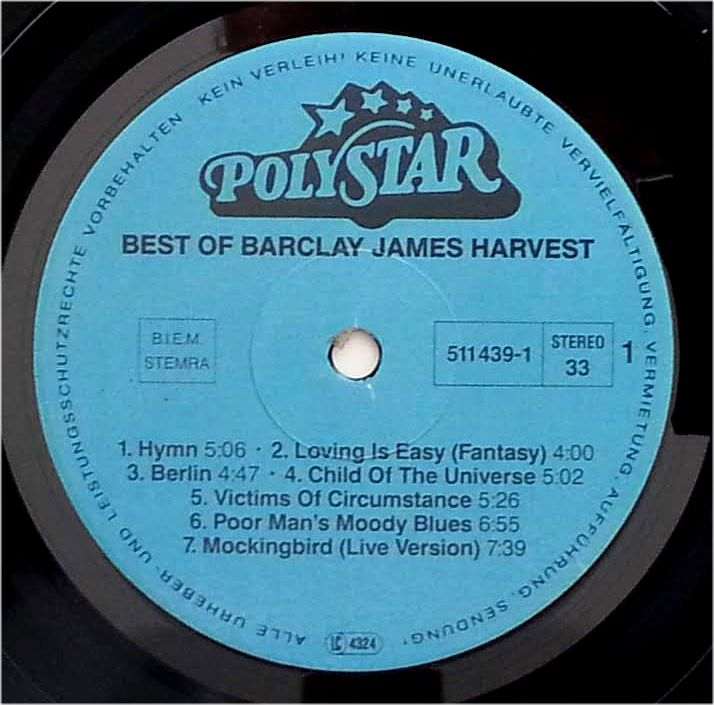 POLYSTAR
BEST OF BARCLAY JAMES HARVEST
B.I.E.M.
STEMRA
511 439-1
STEREO
33
1
1. Hymn 5:06 · 2. Loving Is Easy (Fantasy) 4:00
3. Berlin 4:47 · 4. Child Of The Universe 5:02
5. Victims Of Circumstance 5:26
6. Poor Man's Moody Blues 6:55
7. Mockingbird (Live Version) 7:39
ALLE URHEBER- UND LEISTUNGSSCHUTZRECHTE VORBEHALTEN KEIN VERLEIH! KEINE UNERLAUBTE VERVIELFÄLTIGUNG, VERMIETUNG, AUFFÜHRUNG, SENDUNG!
LC 4324